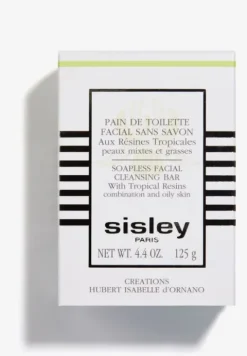 PAIN DE TOILETTE
FACIAL SANS SAVON
Aux Résines Tropicales
peaux mixtes et grasses
SOAPLESS FACIAL
CLEANSING BAR
With Tropical Resins
combination and oily skin
sisley
PARIS
NET WT. 4.4 OZ. 125 g
CREATIONS
HUBERT ISABELLE d'ORNANO